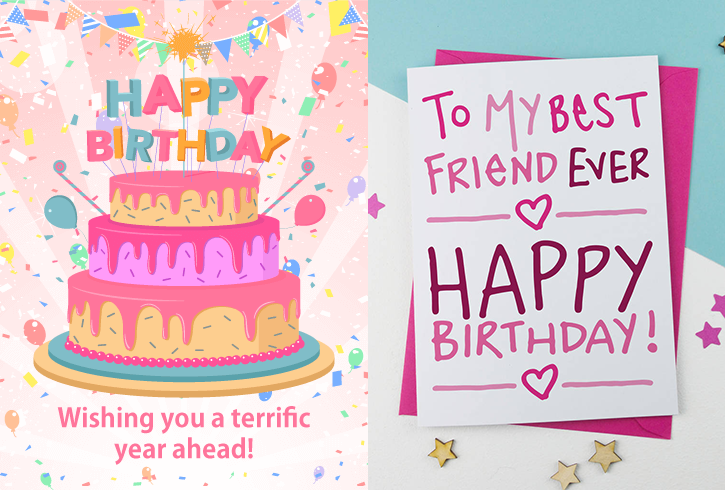 HAPPY
BIRTHDAY
Wishing you a terrific
year ahead!
To My BEST
FRIEND EVER
HAPPY
BIRTHDAY!